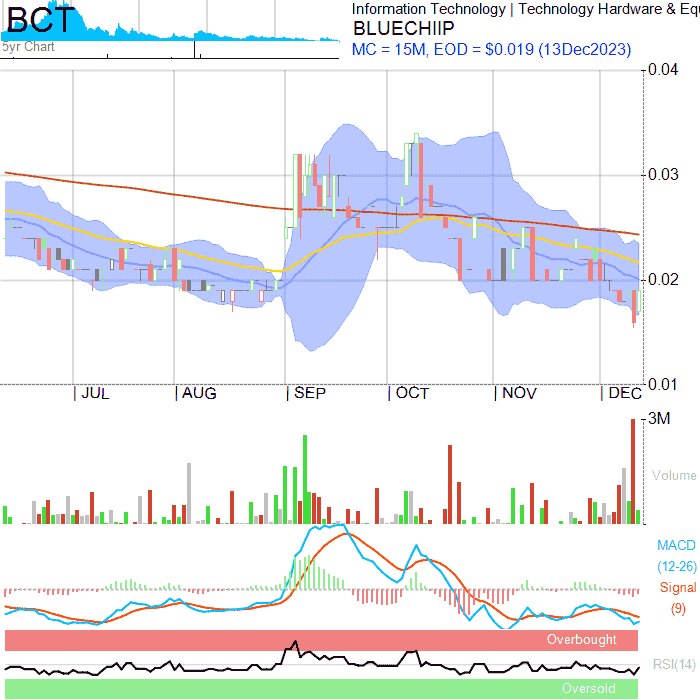 BCT
5yr Chart
Information Technology | Technology Hardware & Equ
BLUECHIIP
MC = 15M, EOD = $0.019 (13Dec2023)
0.04
0.03
0.02
0.01
JUL AUG SEP OCT NOV DEC
3M
Volume
MACD
(12-26)
Signal
(9)
Overbought
RSI(14)
Oversold